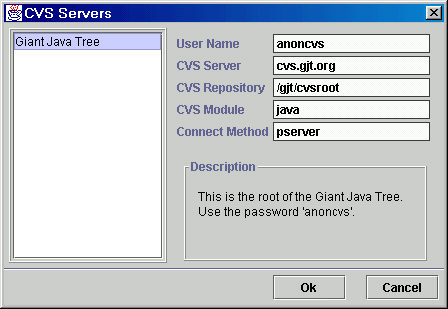 CVS Servers
Giant Java Tree
User Name anoncvs
CVS Server cvs.gjt.org
CVS Repository /gjt/cvsroot
CVS Module java
Connect Method pserver
Description
This is the root of the Giant Java Tree.
Use the password 'anoncvs'.
Ok Cancel